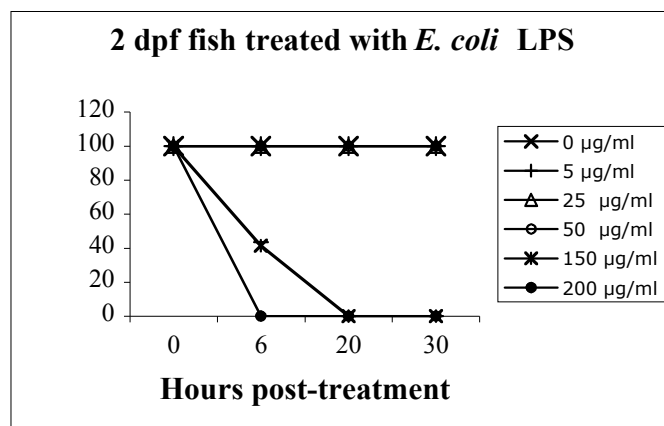 2 dpf fish treated with E. coli LPS
120
100
80
60
40
20
0
0 6 20 30
Hours post-treatment
0 µg/ml
5 µg/ml
25 µg/ml
50 µg/ml
150 µg/ml
200 µg/ml